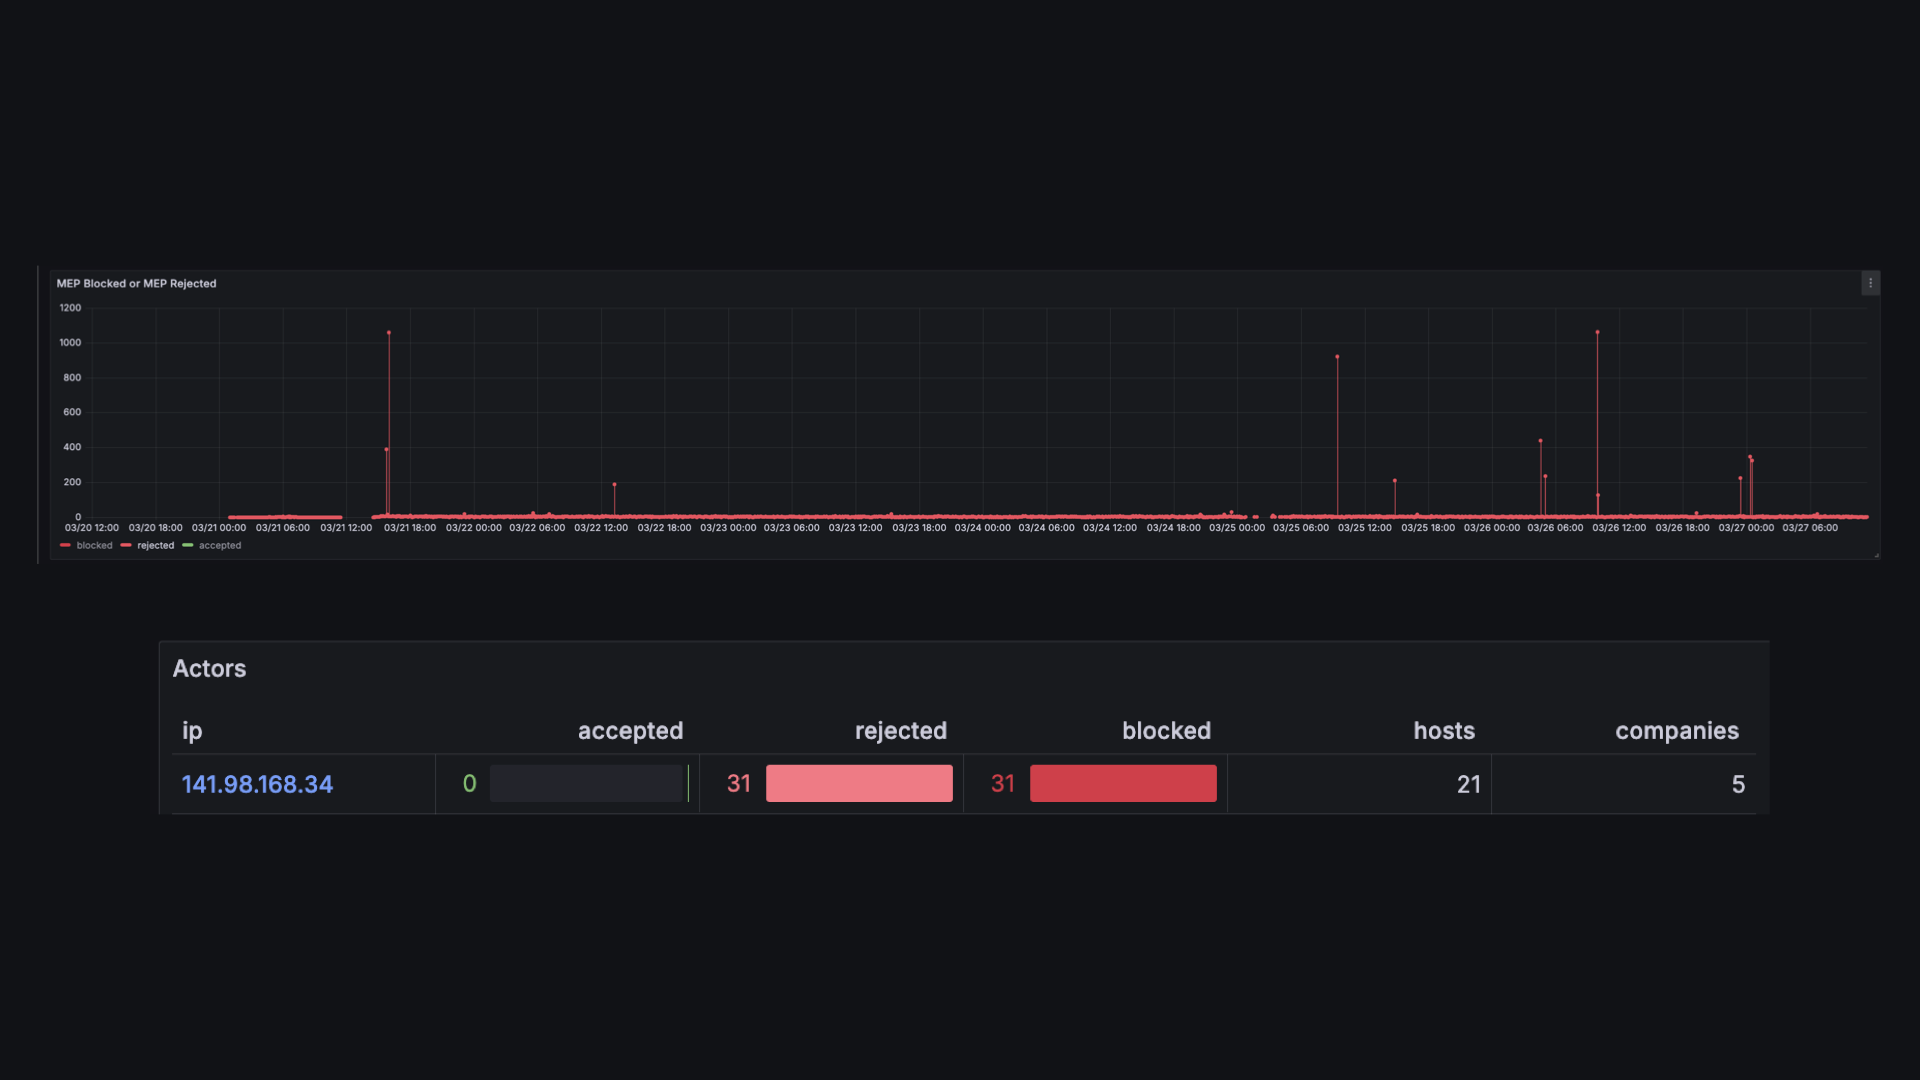 MEP Blocked or MEP Rejected
1200
1000
800
600
400
200
0
03/20 12:00 03/20 18:00 03/21 00:00 03/21 06:00 03/21 12:00 03/21 18:00 03/22 00:00 03/22 06:00 03/22 12:00 03/22 18:00 03/23 00:00 03/23 06:00 03/23 12:00 03/23 18:00 03/24 00:00 03/24 06:00 03/24 12:00 03/24 18:00 03/25 00:00 03/25 06:00 03/25 12:00 03/25 18:00 03/26 00:00 03/26 06:00 03/26 12:00 03/26 18:00 03/27 00:00 03/27 06:00
blocked rejected accepted
Actors
ip accepted rejected blocked hosts companies
141.98.168.34 0 31 31 21 5